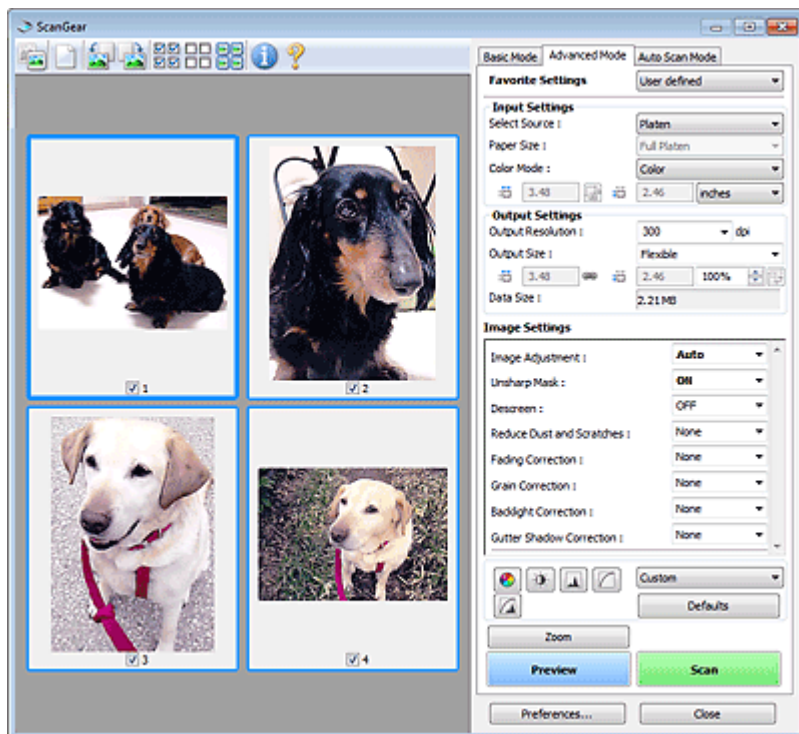 ScanGear
Basic Mode Advanced Mode Auto Scan Mode
Favorite Settings User defined
Input Settings
Select Source : Platen
Paper Size : Full Platen
Color Mode : Color
3.48 2.46 inches
Output Settings
Output Resolution : 300 dpi
Output Size : Flexible
3.48 2.46 100%
Data Size : 2.21 MB
Image Settings
Image Adjustment : Auto
Unsharp Mask : ON
Descreen : OFF
Reduce Dust and Scratches : None
Fading Correction : None
Grain Correction : None
Backlight Correction : None
Gutter Shadow Correction : None
Custom
Defaults
Zoom
Preview Scan
Preferences... Close
1
2
3
4